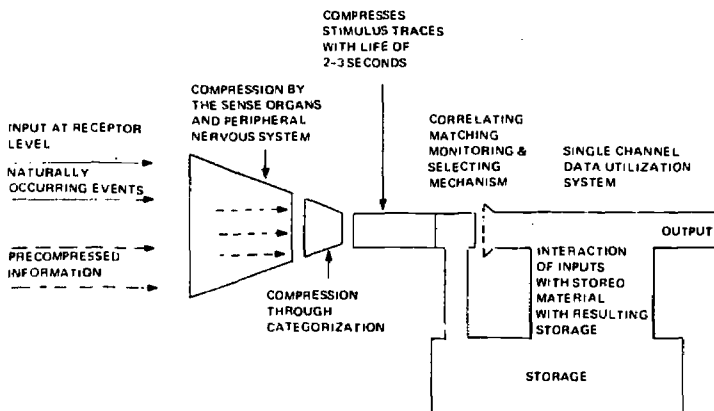 COMPRESSES
STIMULUS TRACES
WITH LIFE OF
2-3 SECONDS
COMPRESSION BY
THE SENSE ORGANS
AND PERIPHERAL
NERVOUS SYSTEM
CORRELATING
MATCHING
MONITORING &
SELECTING
MECHANISM
SINGLE CHANNEL
DATA UTILIZATION
SYSTEM
INPUT AT RECEPTOR
LEVEL
NATURALLY
OCCURRING EVENTS
PRECOMPRESSED
INFORMATION
OUTPUT
INTERACTION
OF INPUTS
WITH STORED
MATERIAL
WITH RESULTING
STORAGE
COMPRESSION
THROUGH
CATEGORIZATION
STORAGE